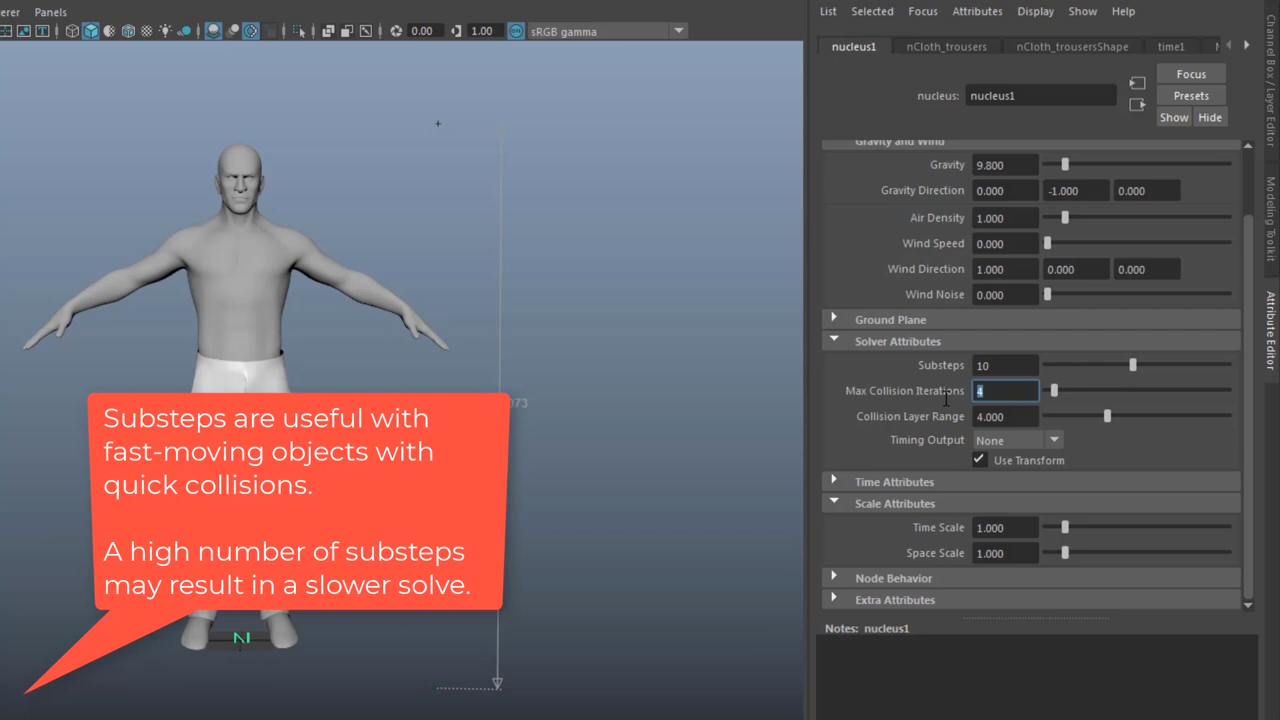 erer Panels
0.00 1.00 sRGB gamma
Substeps are useful with
fast-moving objects with
quick collisions.
A high number of substeps
may result in a slower solve.
073
N
List Selected Focus Attributes Display Show Help
nucleus1 nCloth_trousers nCloth_trousersShape time1
Focus
nucleus: nucleus1 Presets
Show Hide
Gravity and Wind
Gravity 9.800
Gravity Direction 0.000 -1.000 0.000
Air Density 1.000
Wind Speed 0.000
Wind Direction 1.000 0.000 0.000
Wind Noise 0.000
Ground Plane
Solver Attributes
Substeps 10
Max Collision Iterations 4
Collision Layer Range 4.000
Timing Output None
Use Transform
Time Attributes
Scale Attributes
Time Scale 1.000
Space Scale 1.000
Node Behavior
Extra Attributes
Notes: nucleus1
Channel Box / Layer Editor
Modeling Toolkit
Attribute Editor